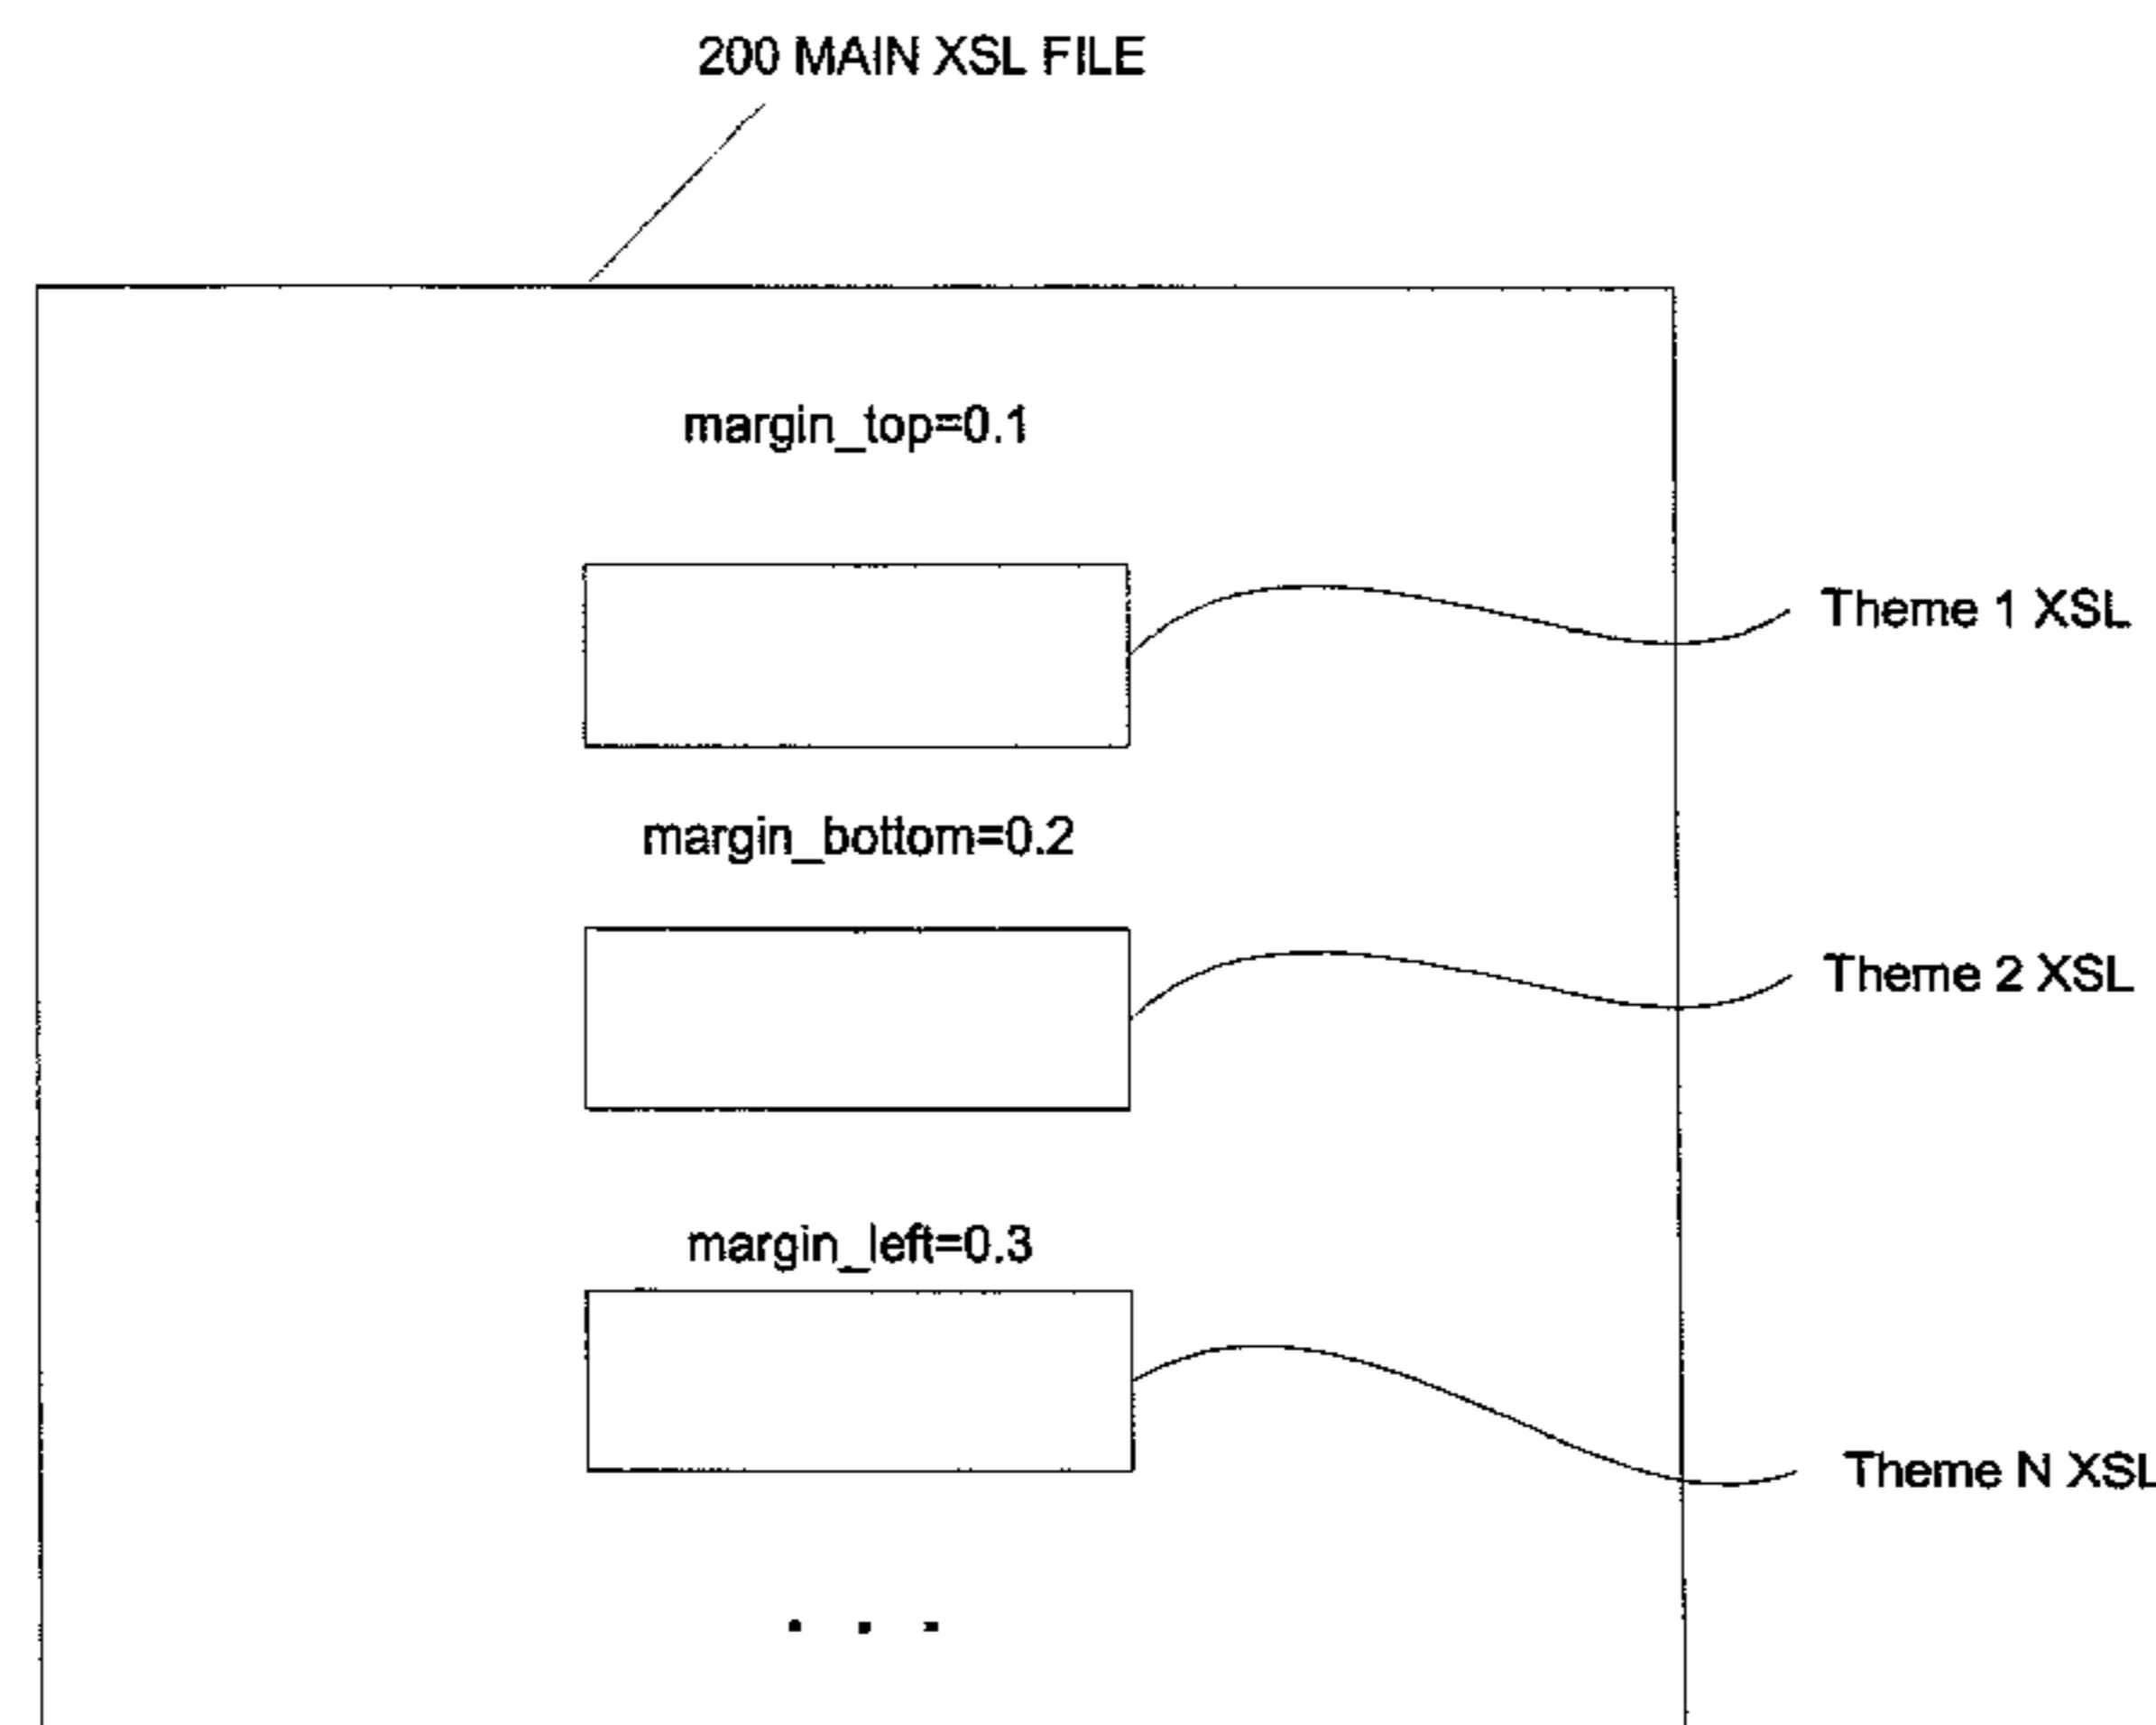 200 MAIN XSL FILE
margin_top=0.1
Theme 1 XSL
margin_bottom=0.2
Theme 2 XSL
margin_left=0.3
Theme N XSL
. . .